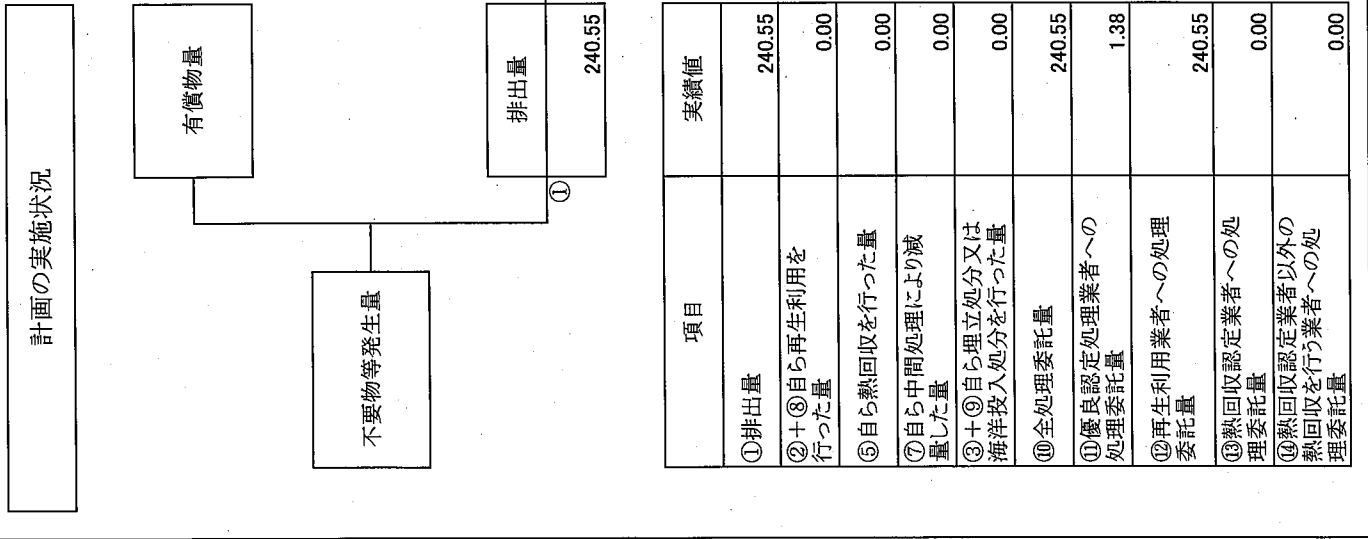 計画の実施状況
有償物量
不要物等発生量
排出量
①
240.55
項目
実績値
①排出量
240.55
②+⑧自ら再生利用を
行った量
0.00
⑤自ら熱回収を行った量
0.00
⑦自ら中間処理により減
量した量
0.00
③+⑨自ら埋立処分又は
海洋投入処分を行った量
0.00
⑩全処理委託量
240.55
⑪優良認定処理業者への
処理委託量
1.38
⑫再生利用業者への処理
委託量
240.55
⑬熱回収認定業者への処
理委託量
0.00
⑭熱回収認定業者以外の
熱回収を行う業者への処
理委託量
0.00